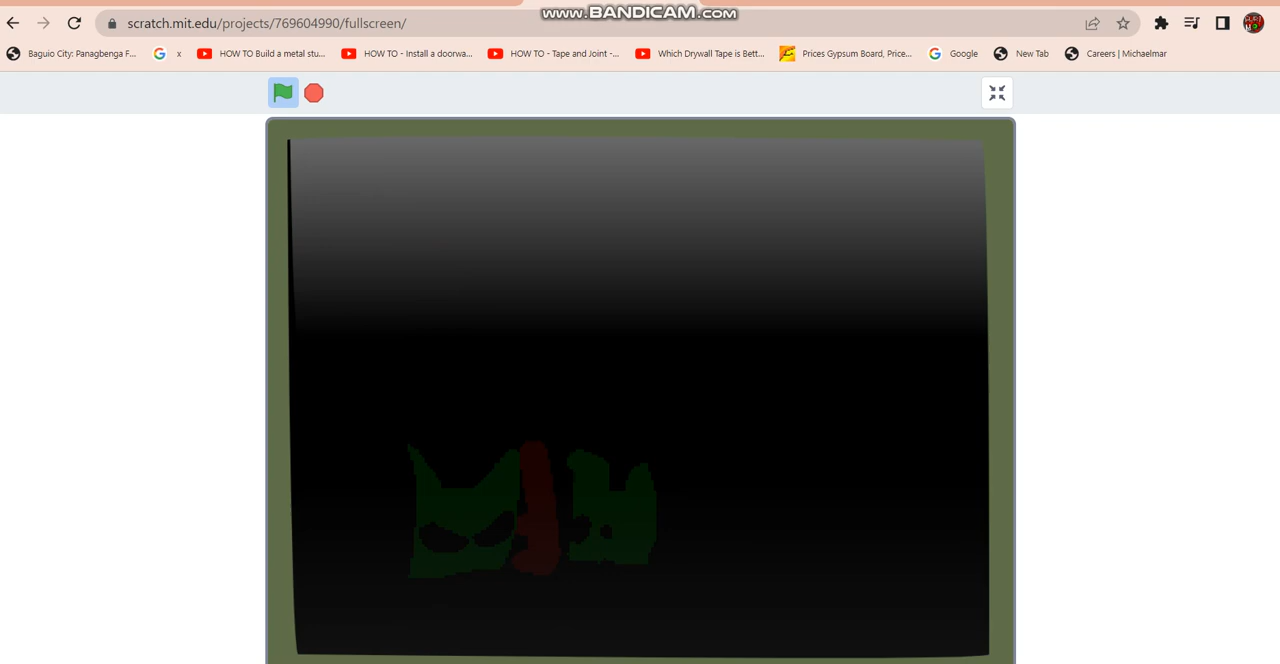 www.BANDICAM.com
scratch.mit.edu/projects/769604990/fullscreen/
Baguio City: Panagbenga F... x HOW TO Build a metal stu... HOW TO - Install a doorwa... HOW TO - Tape and Joint -... Which Drywall Tape is Bett... Prices Gypsum Board, Price... Google New Tab Careers | Michaelmar